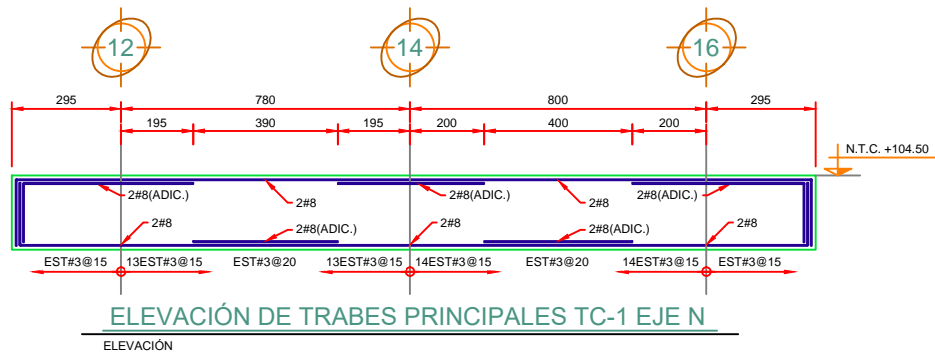 12 14 16
295 780 800 295
195 390 195 200 400 200
N.T.C. +104.50
2#8(ADIC.) 2#8 2#8(ADIC.) 2#8 2#8(ADIC.)
2#8 2#8(ADIC.) 2#8 2#8(ADIC.) 2#8
EST#3@15 13EST#3@15 EST#3@20 13EST#3@15 14EST#3@15 EST#3@20 14EST#3@15 EST#3@15
ELEVACIÓN DE TRABES PRINCIPALES TC-1 EJE N
ELEVACIÓN